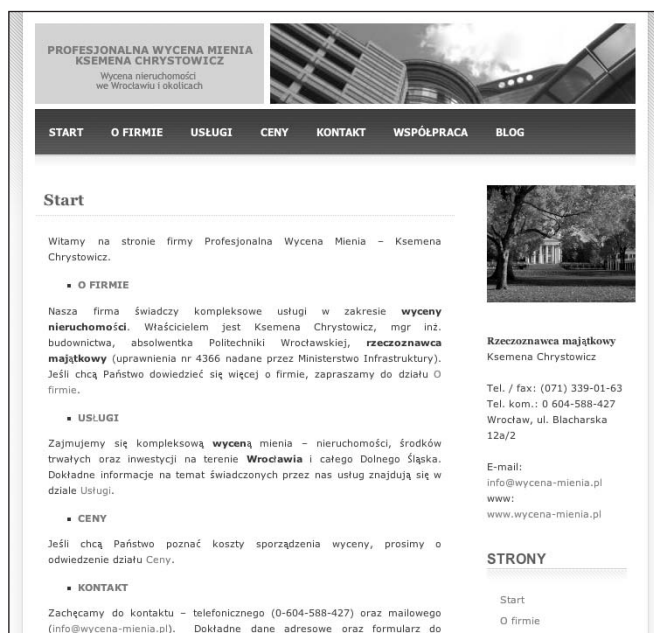 PROFESJONALNA WYCENA MIENIA
KSEMENA CHRYSTOWICZ
Wycena nieruchomości
we Wrocławiu i okolicach
START O FIRMIE USŁUGI CENY KONTAKT WSPÓŁPRACA BLOG
Start
Witamy na stronie firmy Profesjonalna Wycena Mienia – Ksemena
Chrystowicz.
▪ O FIRMIE
Nasza firma świadczy kompleksowe usługi w zakresie wyceny
nieruchomości. Właścicielem jest Ksemena Chrystowicz, mgr inż.
budownictwa, absolwentka Politechniki Wrocławskiej, rzeczoznawca
majątkowy (uprawnienia nr 4366 nadane przez Ministerstwo Infrastruktury).
Jeśli chcą Państwo dowiedzieć się więcej o firmie, zapraszamy do działu O
firmie.
▪ USŁUGI
Zajmujemy się kompleksową wyceną mienia – nieruchomości, środków
trwałych oraz inwestycji na terenie Wrocławia i całego Dolnego Śląska.
Dokładne informacje na temat świadczonych przez nas usług znajdują się w
dziale Usługi.
▪ CENY
Jeśli chcą Państwo poznać koszty sporządzenia wyceny, prosimy o
odwiedzenie działu Ceny.
▪ KONTAKT
Zachęcamy do kontaktu – telefonicznego (0-604-588-427) oraz mailowego
(info@wycena-mienia.pl). Dokładne dane adresowe oraz formularz do
Rzeczoznawca majątkowy
Ksemena Chrystowicz
Tel. / fax: (071) 339-01-63
Tel. kom.: 0 604-588-427
Wrocław, ul. Blacharska
12a/2
E-mail:
info@wycena-mienia.pl
www:
www.wycena-mienia.pl
STRONY
Start
O firmie